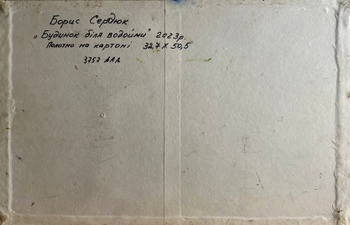 Борис Сердюк
"Будинок біля водойми" 2023р.
Полотно на картоні 32,7 х 50,5
3757 ААА